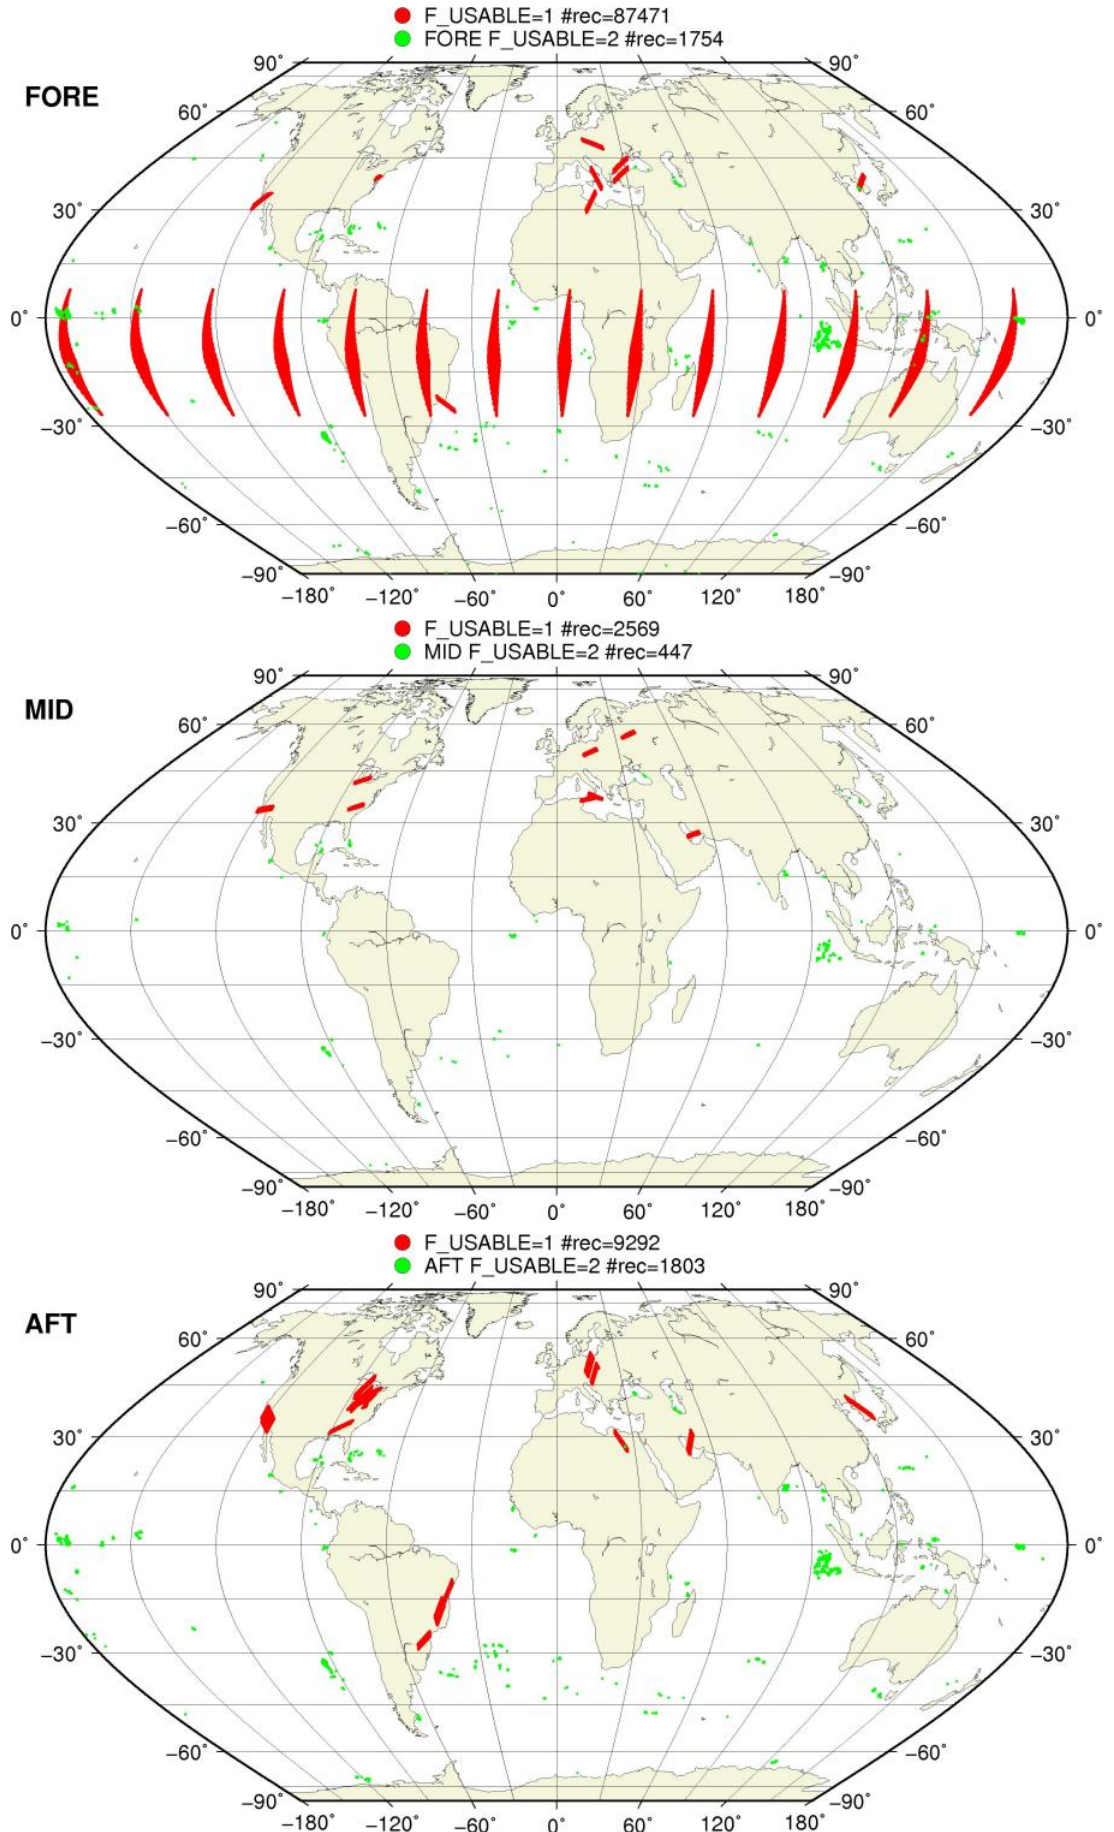 F_USABLE=1 #rec=87471
FORE F_USABLE=2 #rec=1754
FORE
90° 90°
60° 60°
30° 30°
0° 0°
−30° −30°
−60° −60°
−90° −90°
−180° −120° −60° 0° 60° 120° 180°
F_USABLE=1 #rec=2569
MID F_USABLE=2 #rec=447
MID
90° 90°
60° 60°
30° 30°
0° 0°
−30° −30°
−60° −60°
−90° −90°
−180° −120° −60° 0° 60° 120° 180°
F_USABLE=1 #rec=9292
AFT F_USABLE=2 #rec=1803
AFT
90° 90°
60° 60°
30° 30°
0° 0°
−30° −30°
−60° −60°
−90° −90°
−180° −120° −60° 0° 60° 120° 180°